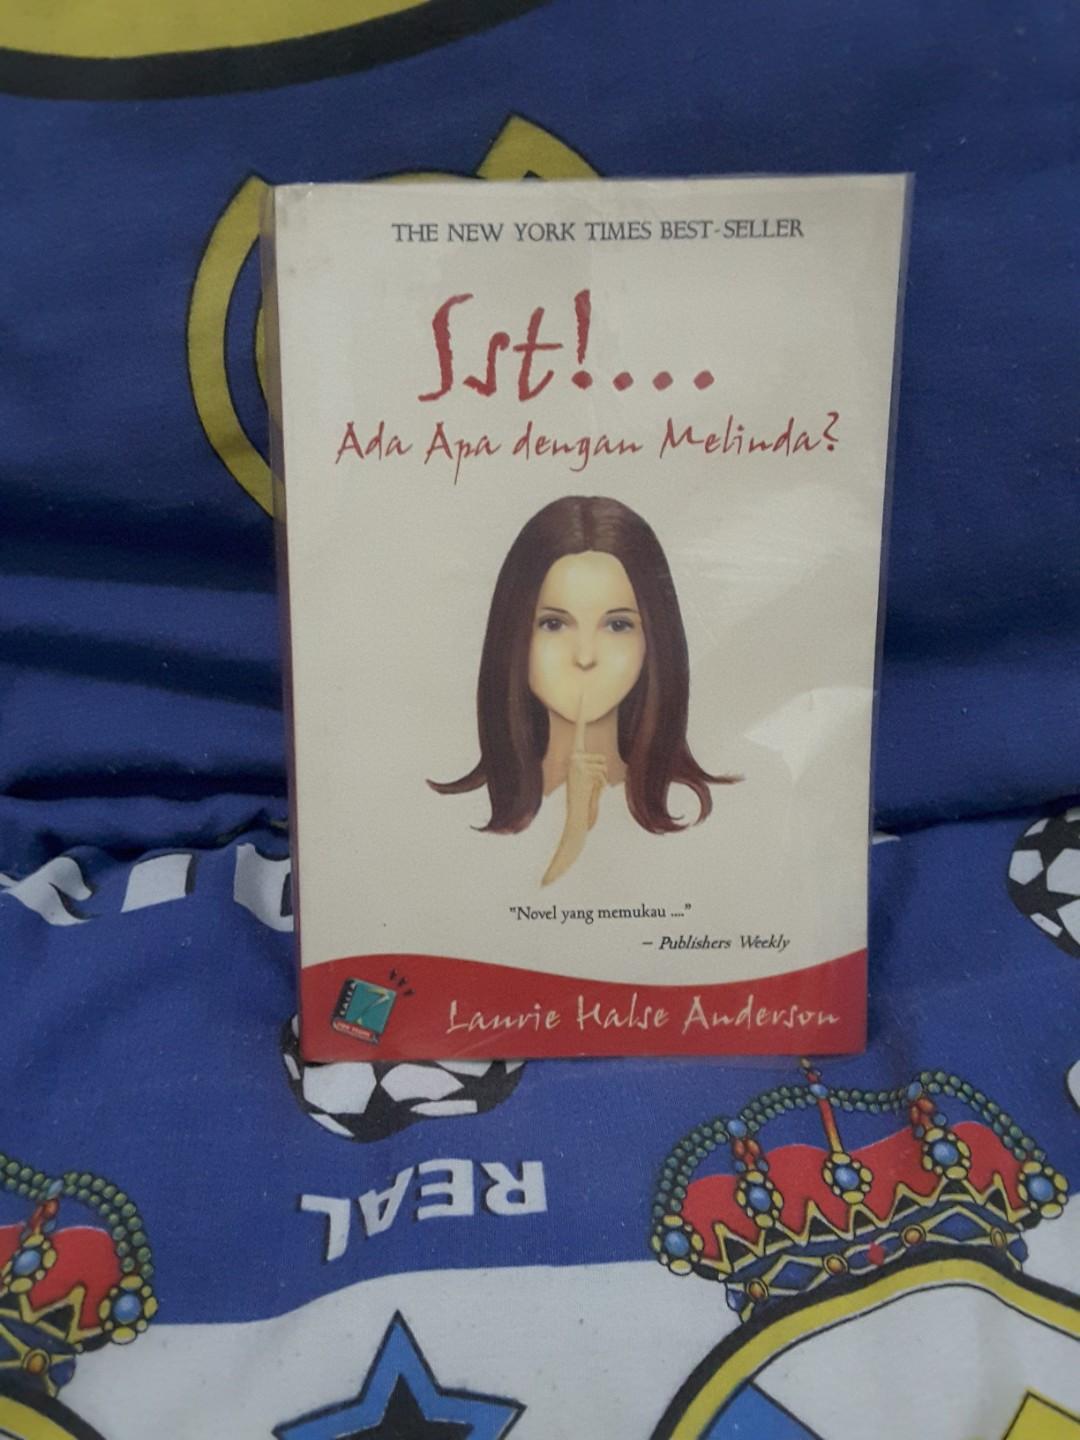 THE NEW YORK TIMES BEST-SELLER
Sst!....
Ada Apa dengan Melinda?
"Novel yang memukau ...."
– Publishers Weekly
Laurie Halse Anderson
REAL